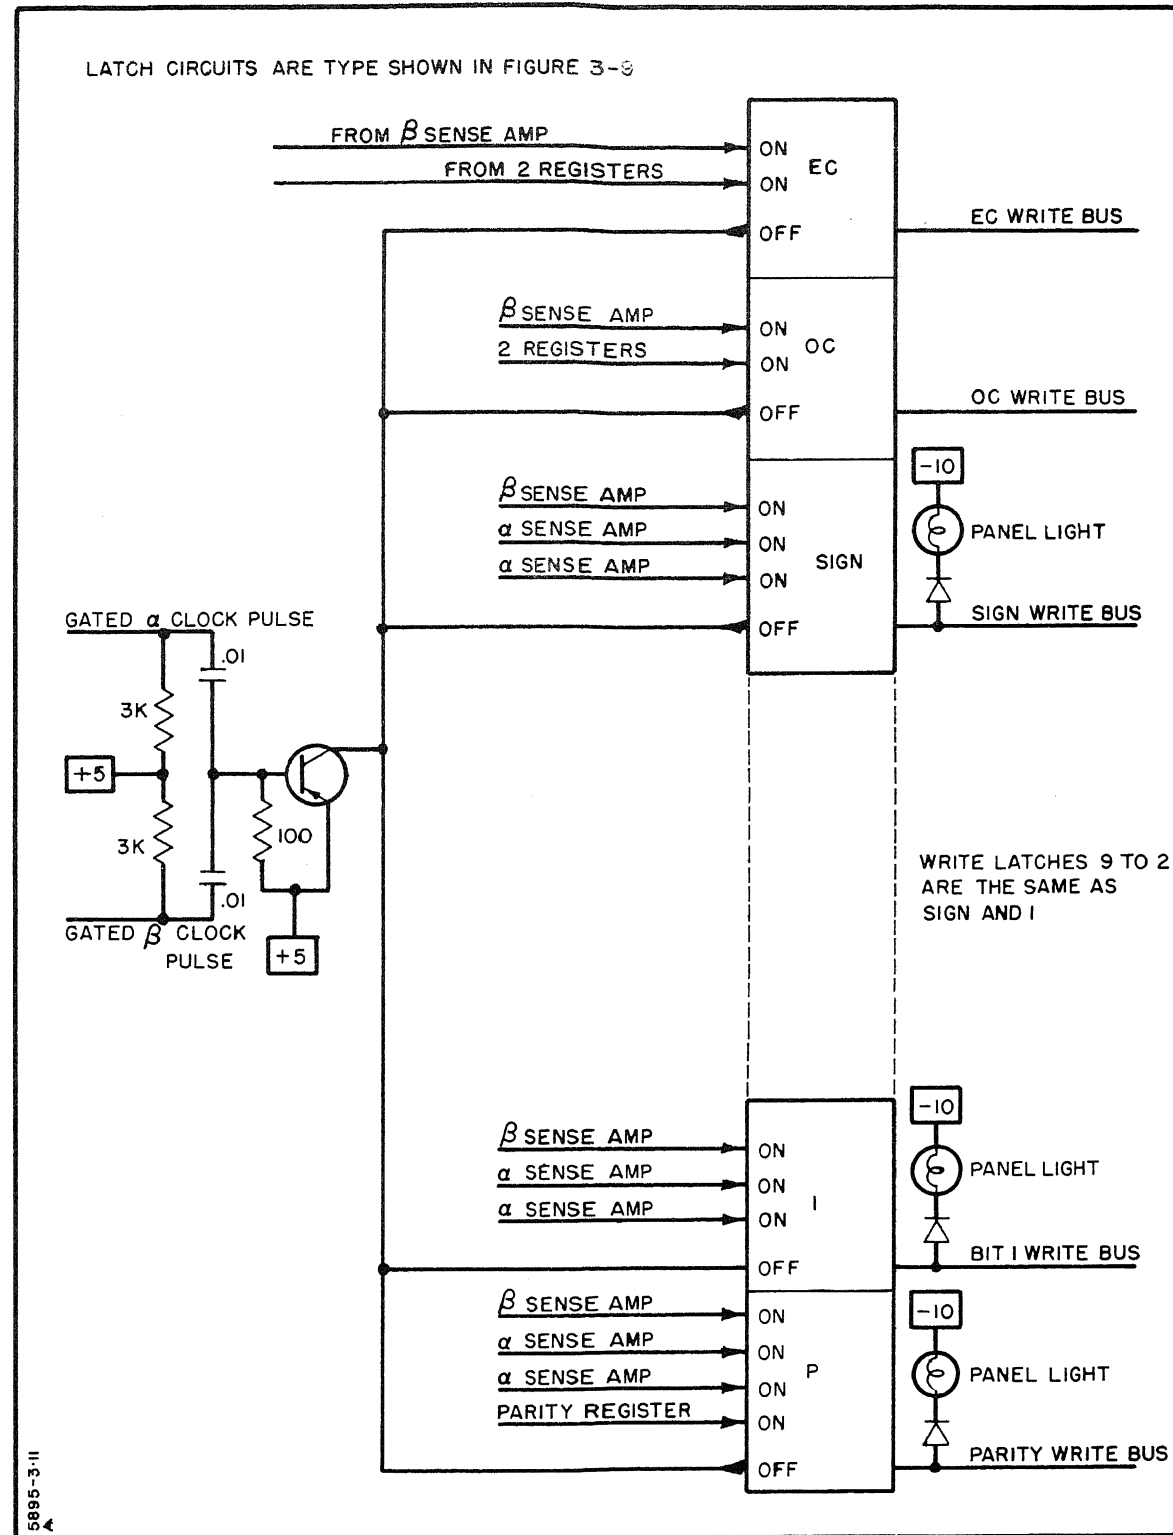 LATCH CIRCUITS ARE TYPE SHOWN IN FIGURE 3-9
FROM β SENSE AMP
FROM 2 REGISTERS
ON
ON
OFF
EC
EC WRITE BUS
β SENSE AMP
2 REGISTERS
ON
ON
OFF
OC
OC WRITE BUS
β SENSE AMP
α SENSE AMP
α SENSE AMP
ON
ON
ON
OFF
SIGN
-10
PANEL LIGHT
SIGN WRITE BUS
GATED α CLOCK PULSE
.01
3K
+5
3K
100
.01
GATED β CLOCK
PULSE
+5
WRITE LATCHES 9 TO 2
ARE THE SAME AS
SIGN AND 1
β SENSE AMP
α SENSE AMP
α SENSE AMP
ON
ON
ON
OFF
1
-10
PANEL LIGHT
BIT 1 WRITE BUS
β SENSE AMP
α SENSE AMP
α SENSE AMP
PARITY REGISTER
ON
ON
ON
ON
OFF
P
-10
PANEL LIGHT
PARITY WRITE BUS
5895-3-11
A